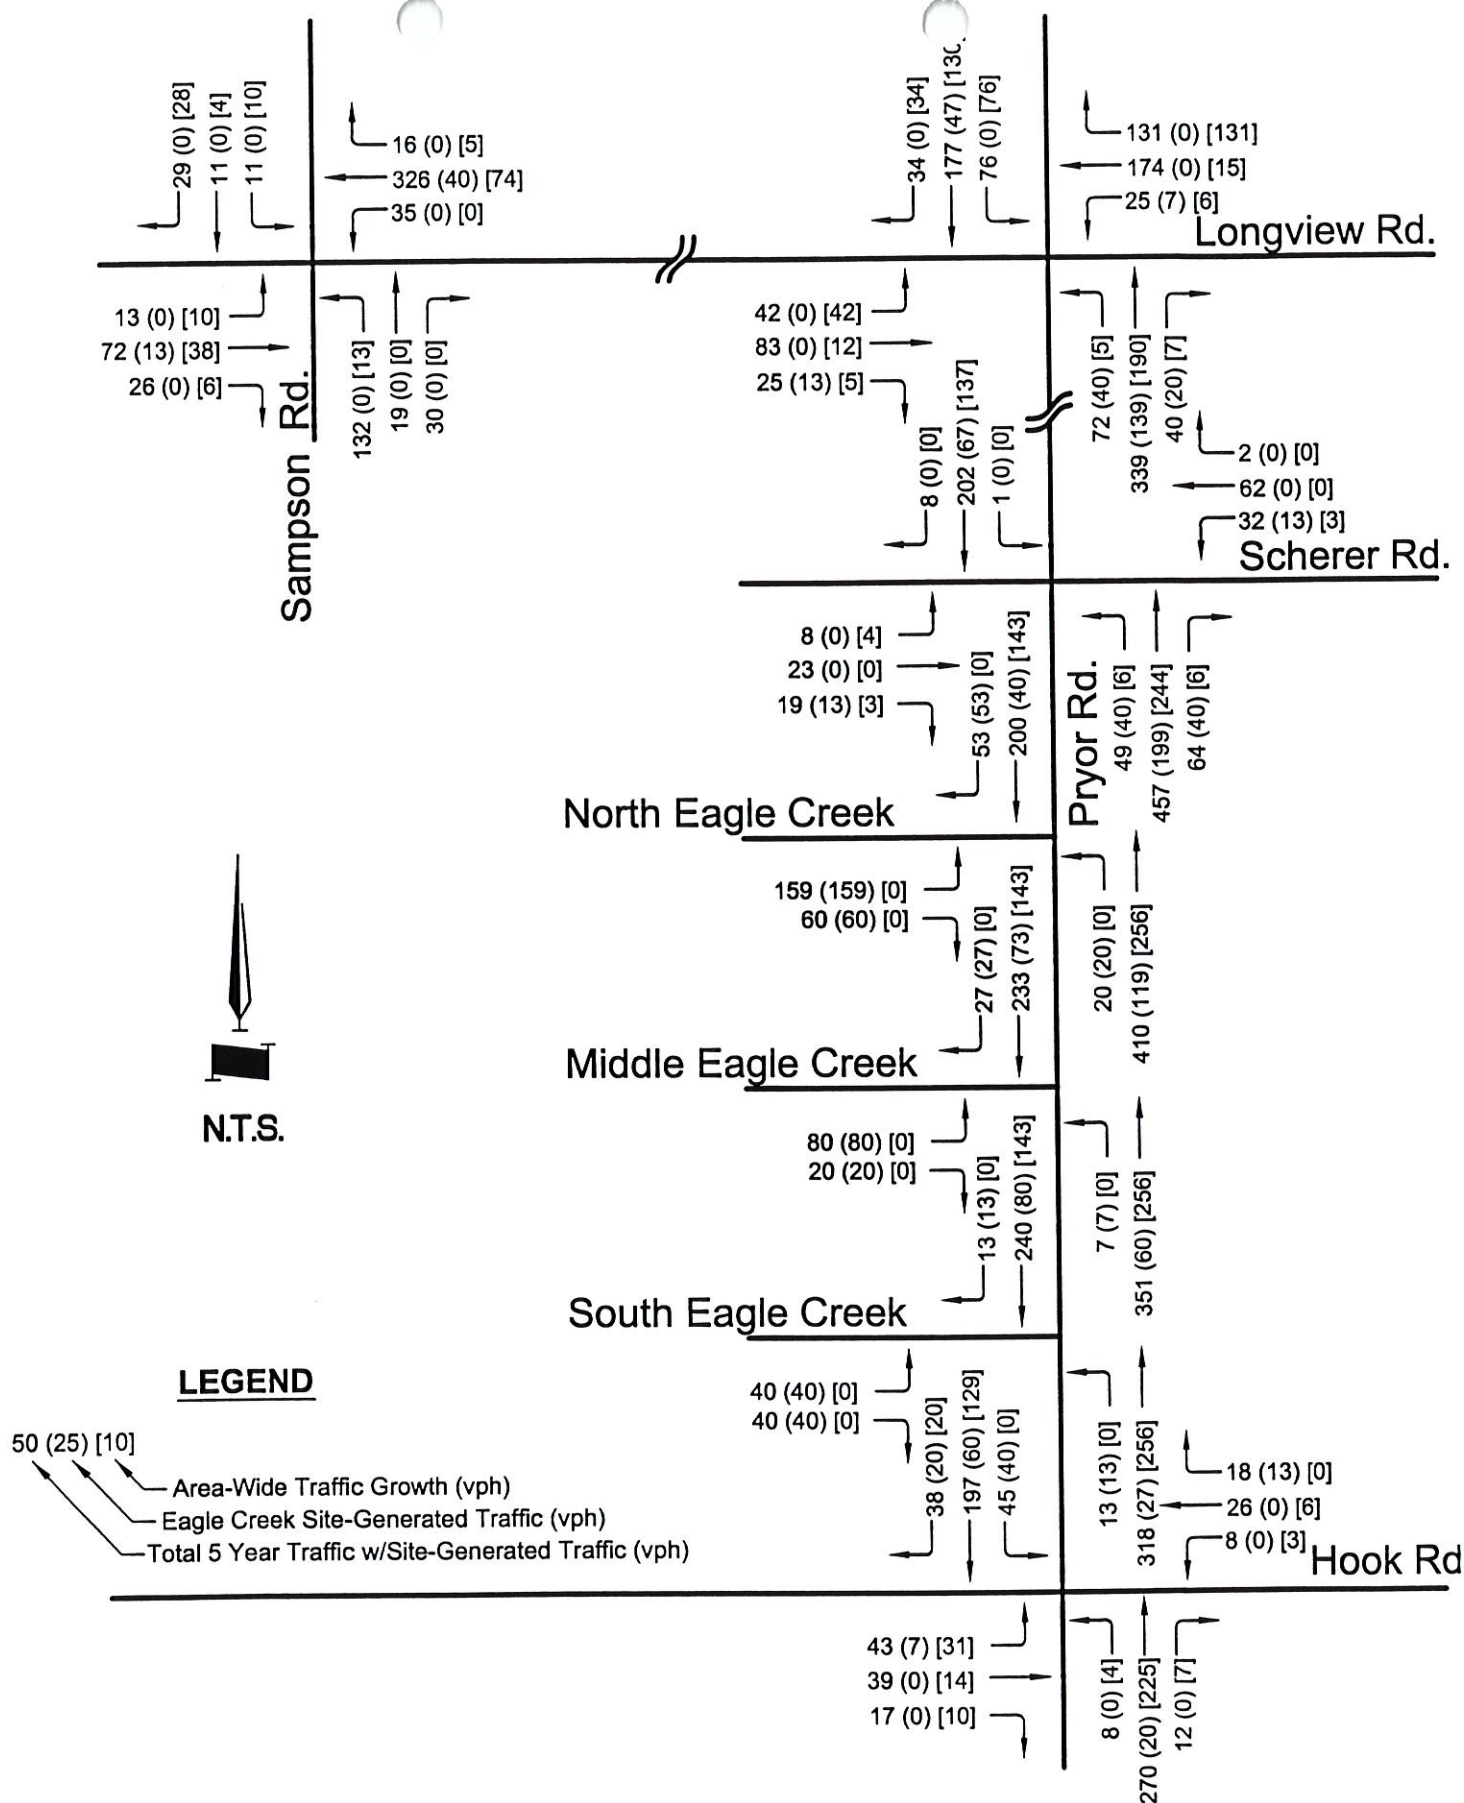 29 (0) [28]
11 (0) [4]
11 (0) [10]
16 (0) [5]
326 (40) [74]
35 (0) [0]
13 (0) [10]
72 (13) [38]
26 (0) [6]
132 (0) [13]
19 (0) [0]
30 (0) [0]
Sampson Rd.
34 (0) [34]
177 (47)
76 (0) [76]
131 (0) [131]
174 (0) [15]
25 (7) [6]
Longview Rd.
42 (0) [42]
83 (0) [12]
25 (13) [5]
72 (40) [5]
339 (139) [190]
40 (20) [7]
8 (0) [0]
202 (67) [137]
1 (0) [0]
2 (0) [0]
62 (0) [0]
32 (13) [3]
Scherer Rd.
8 (0) [4]
23 (0) [0]
19 (13) [3]
49 (40) [6]
457 (199) [244]
64 (40) [6]
Pryor Rd.
53 (53) [0]
200 (40) [143]
North Eagle Creek
159 (159) [0]
60 (60) [0]
20 (20) [0]
410 (119) [256]
27 (27) [0]
233 (73) [143]
Middle Eagle Creek
80 (80) [0]
20 (20) [0]
7 (7) [0]
351 (60) [256]
13 (13) [0]
240 (80) [143]
South Eagle Creek
40 (40) [0]
40 (40) [0]
13 (13) [0]
318 (27) [256]
38 (20) [20]
197 (60) [129]
45 (40) [0]
18 (13) [0]
26 (0) [6]
8 (0) [3]
Hook Rd
43 (7) [31]
39 (0) [14]
17 (0) [10]
8 (0) [4]
270 (20) [225]
12 (0) [7]
N.T.S.
LEGEND
50 (25) [10]
Area-Wide Traffic Growth (vph)
Eagle Creek Site-Generated Traffic (vph)
Total 5 Year Traffic w/Site-Generated Traffic (vph)